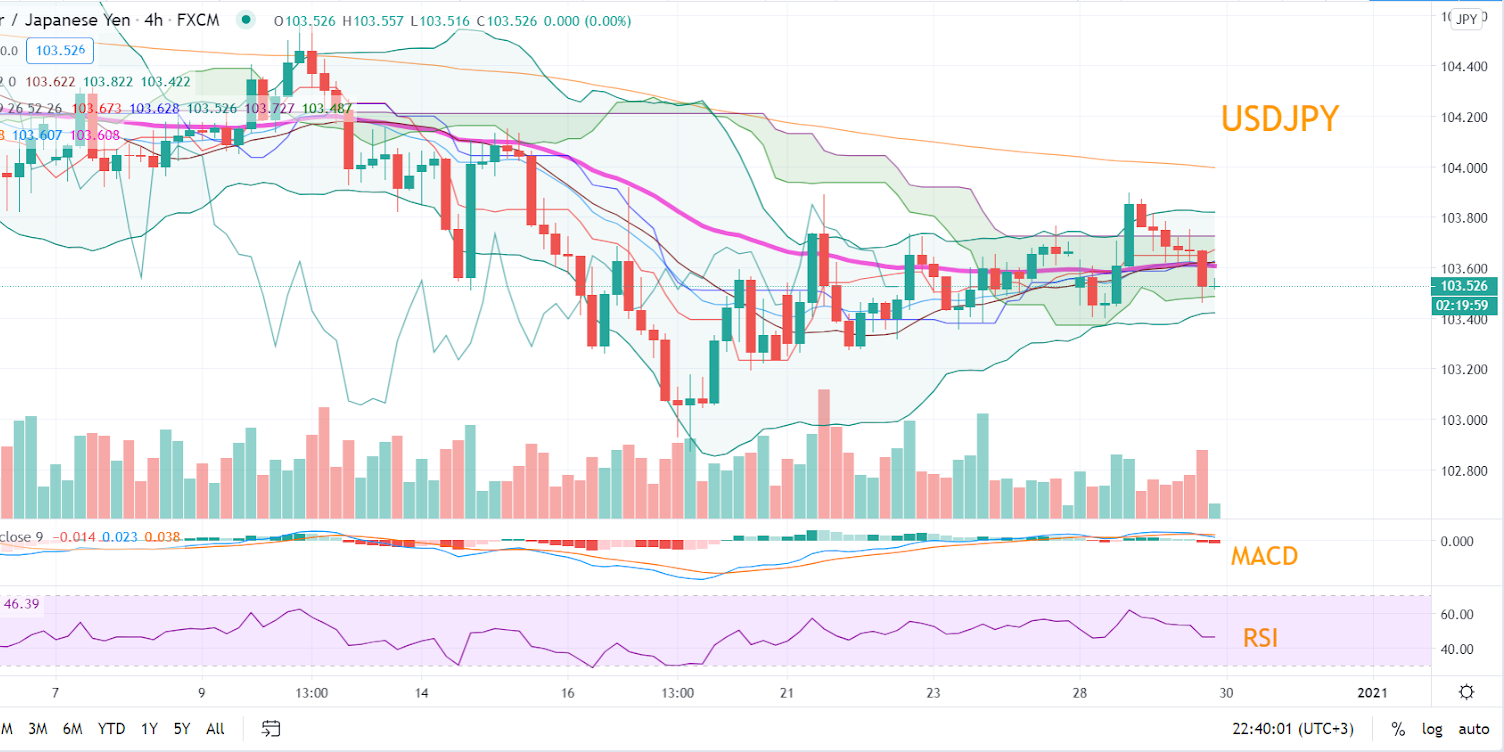 r / Japanese Yen · 4h · FXCM O103.526 H103.557 L103.516 C103.526 0.000 (0.00%)
0.0 103.526
2 0 103.622 103.822 103.422
9 26 52 26 103.673 103.628 103.526 103.727 103.487
8 103.607 103.608
USDJPY
JPY
104.400
104.200
104.000
103.800
103.600
103.526
02:19:59
103.400
103.200
103.000
102.800
close 9 −0.014 0.023 0.038
0.000
MACD
46.39
60.00
RSI
40.00
7 9 13:00 14 16 13:00 21 23 28 30 2021
M 3M 6M YTD 1Y 5Y All 22:40:01 (UTC+3) % log auto